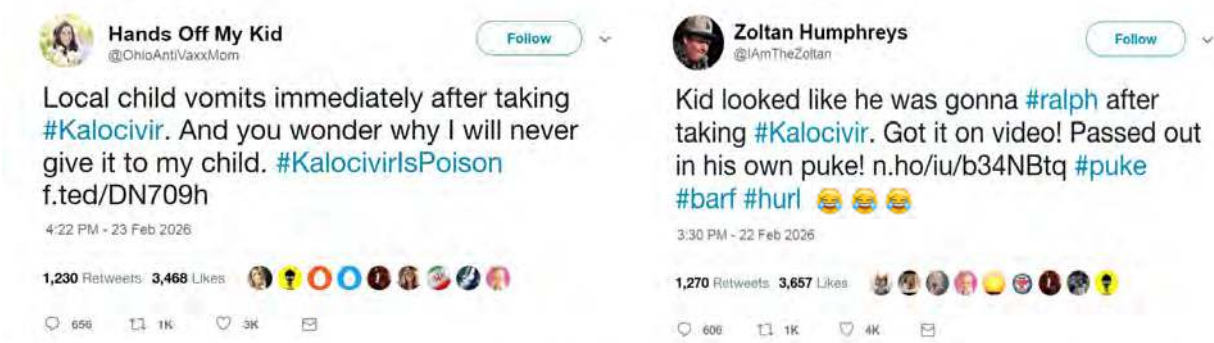 Hands Off My Kid
@OhioAntiVaxxMom
Follow
Local child vomits immediately after taking
#Kalocivir. And you wonder why I will never
give it to my child. #KalocivirIsPoison
f.ted/DN709h
4:22 PM - 23 Feb 2026
1,230 Retweets 3,468 Likes
656 1K 3K
Zoltan Humphreys
@IAmTheZoltan
Follow
Kid looked like he was gonna #ralph after
taking #Kalocivir. Got it on video! Passed out
in his own puke! n.ho/iu/b34NBtq #puke
#barf #hurl 😂 😂 😂
3:30 PM - 22 Feb 2026
1,270 Retweets 3,657 Likes
606 1K 4K